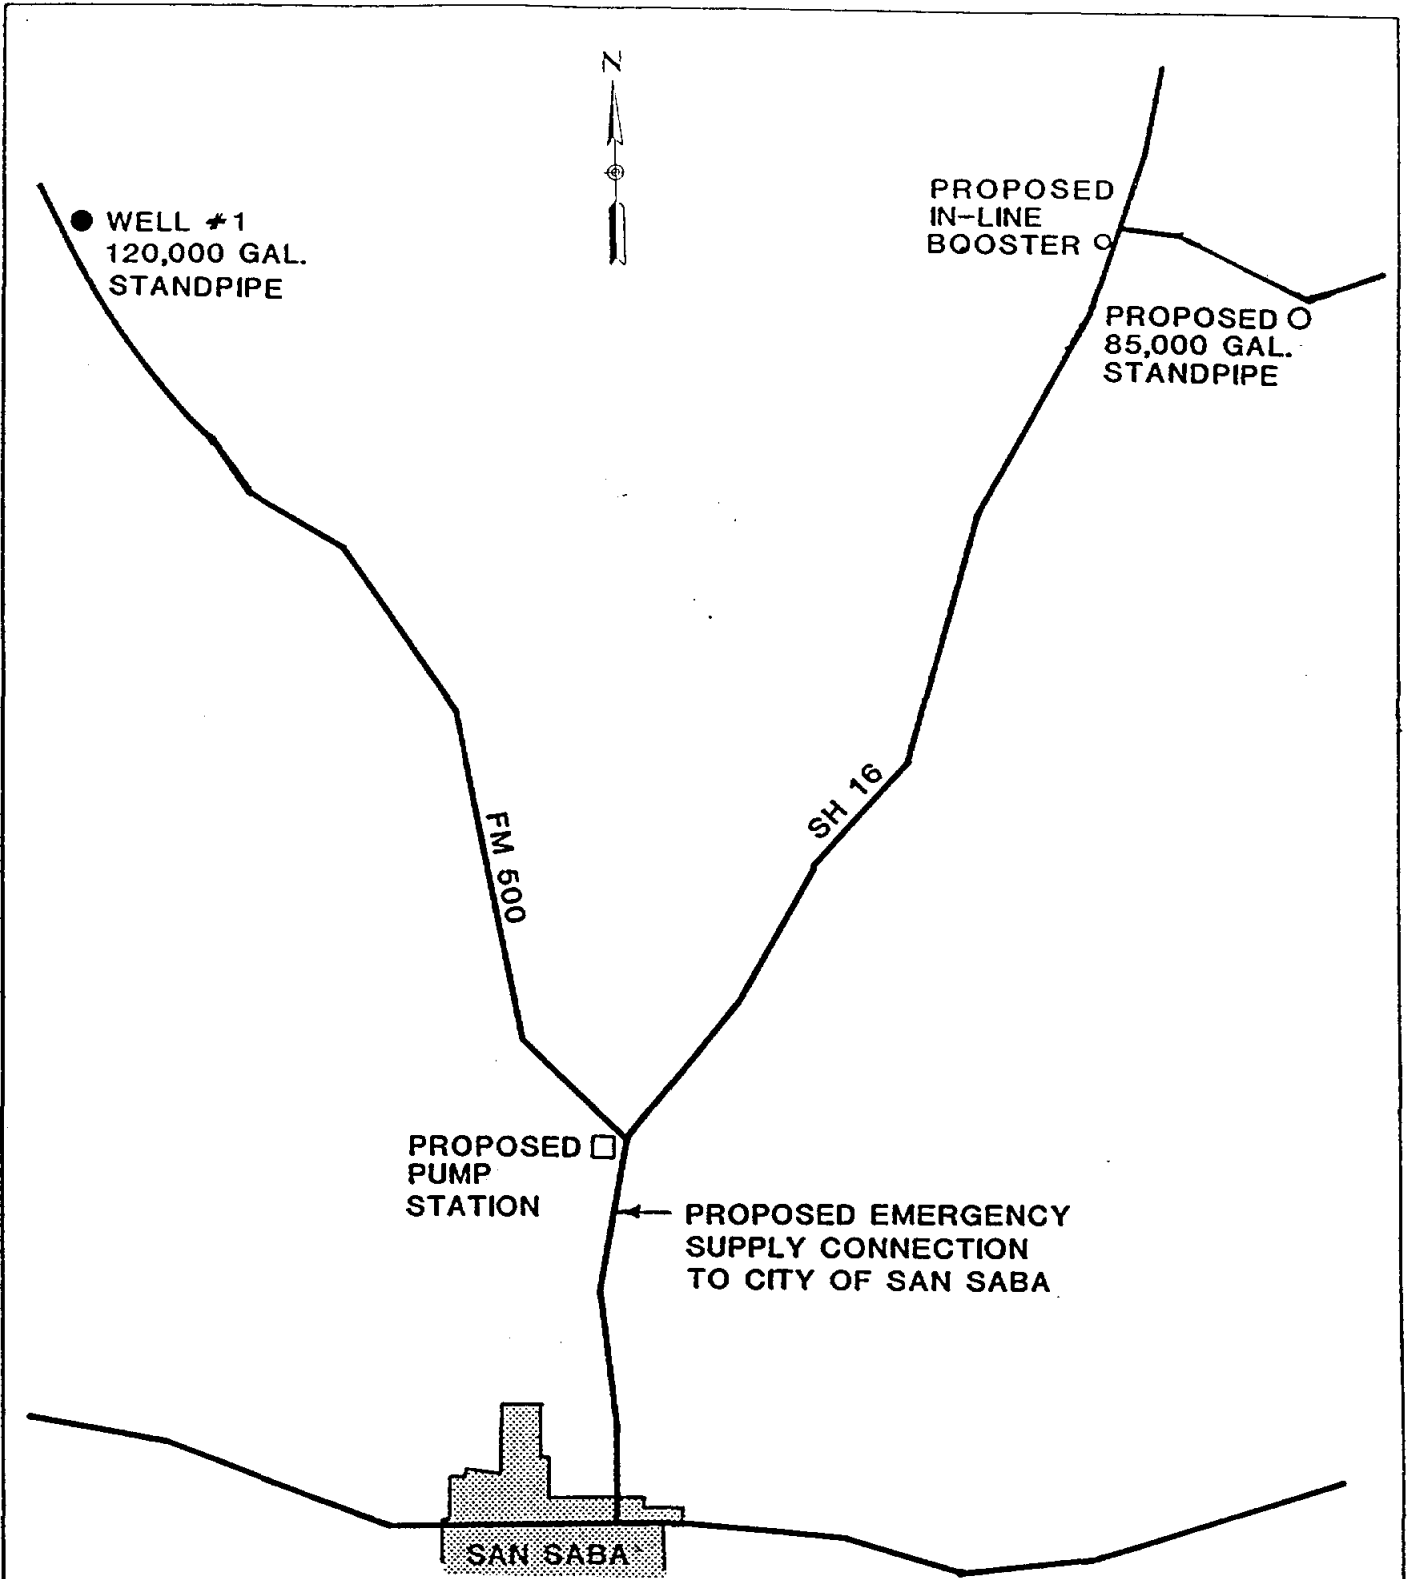 N
WELL #1
120,000 GAL.
STANDPIPE
PROPOSED
IN-LINE
BOOSTER
PROPOSED
85,000 GAL.
STANDPIPE
SH 16
FM 500
PROPOSED
PUMP
STATION
PROPOSED EMERGENCY
SUPPLY CONNECTION
TO CITY OF SAN SABA
SAN SABA